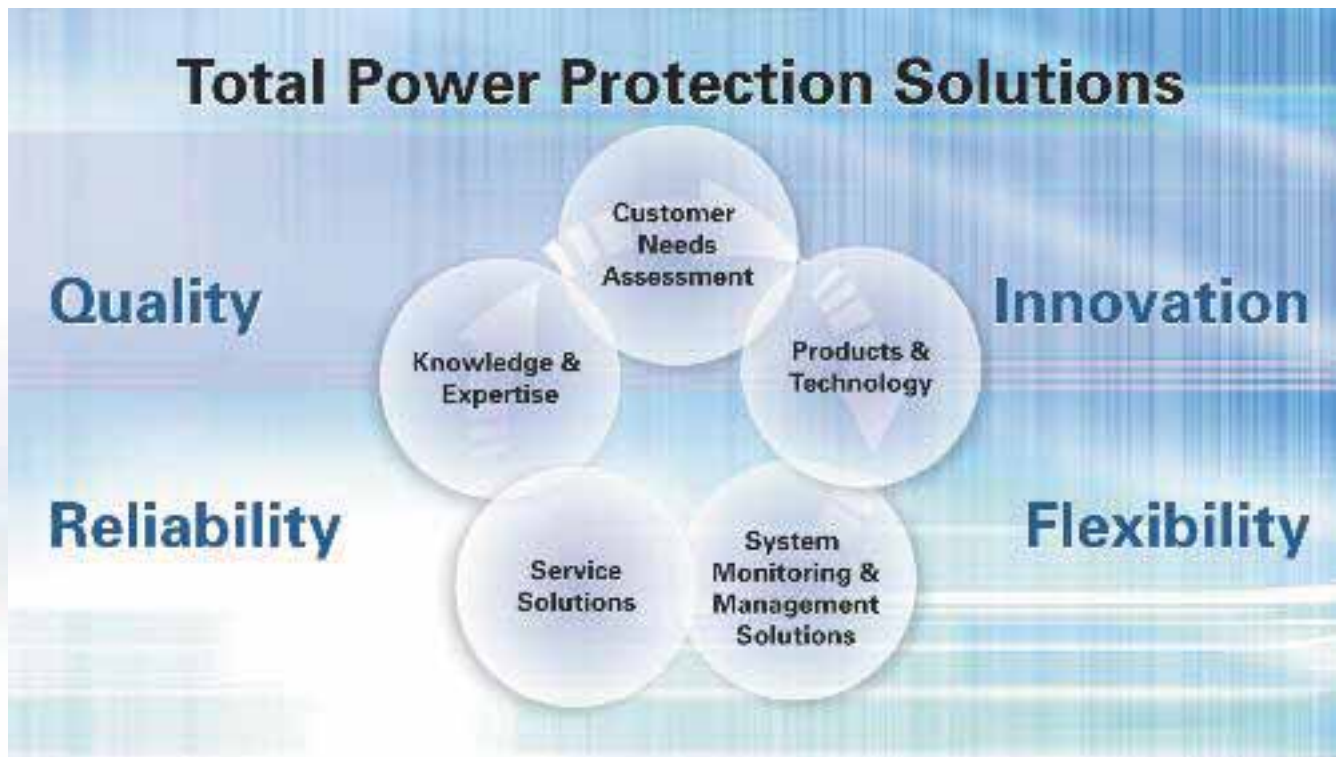 Total Power Protection Solutions
Customer
Needs
Assessment
Quality
Innovation
Knowledge &
Expertise
Products &
Technology
Reliability
Flexibility
Service
Solutions
System
Monitoring &
Management
Solutions